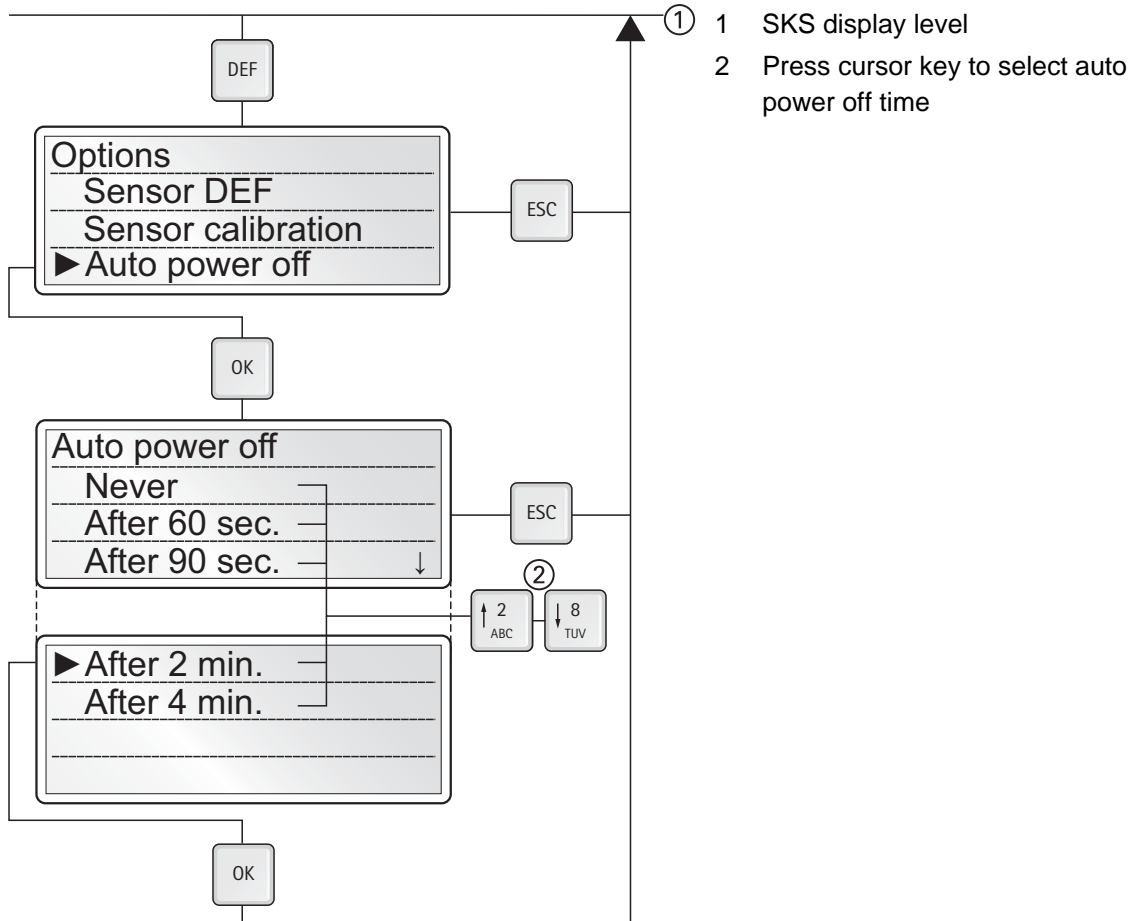 ① 1 SKS display level
DEF
2 Press cursor key to select auto
power off time
Options
Sensor DEF
Sensor calibration
►Auto power off
ESC
OK
Auto power off
Never
After 60 sec.
After 90 sec. ↓
ESC
②
↑ 2
ABC
↓ 8
TUV
►After 2 min.
After 4 min.
OK